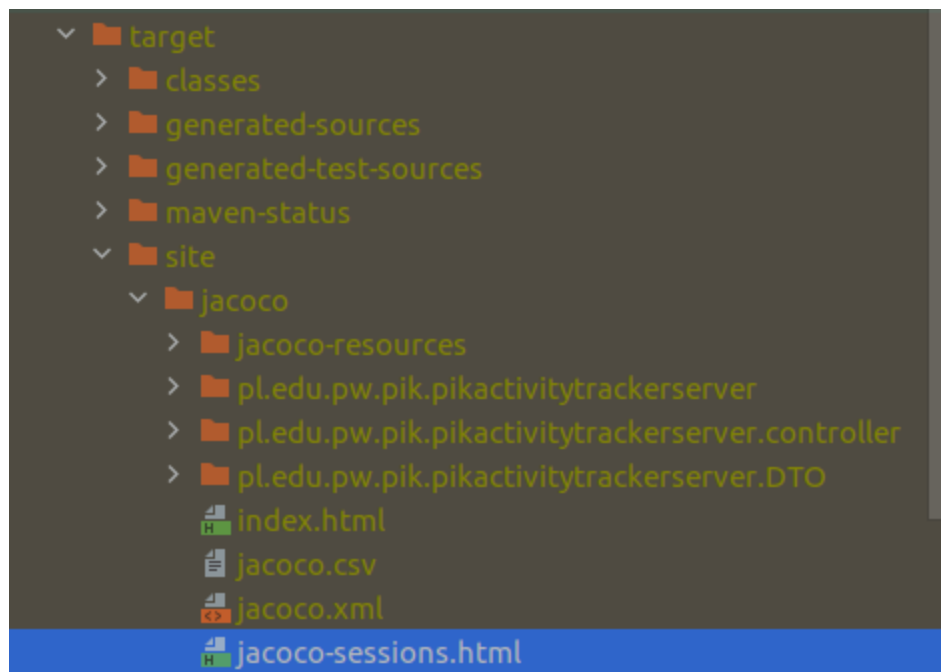 target
classes
generated-sources
generated-test-sources
maven-status
site
jacoco
jacoco-resources
pl.edu.pw.pik.pikactivitytrackerserver
pl.edu.pw.pik.pikactivitytrackerserver.controller
pl.edu.pw.pik.pikactivitytrackerserver.DTO
index.html
jacoco.csv
jacoco.xml
jacoco-sessions.html